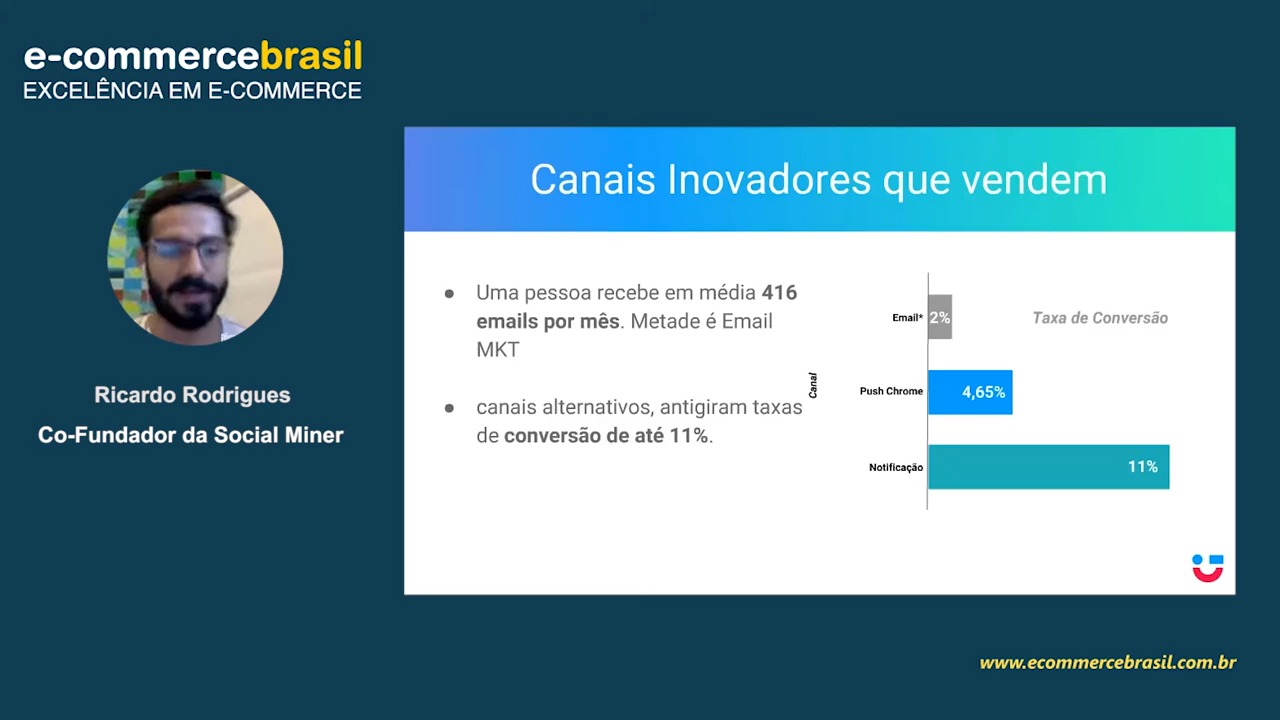 e-commercebrasil
EXCELÊNCIA EM E-COMMERCE
Ricardo Rodrigues
Co-Fundador da Social Miner
Canais Inovadores que vendem
● Uma pessoa recebe em média 416
emails por mês. Metade é Email
MKT
● canais alternativos, antigiram taxas
de conversão de até 11%.
Canal
Taxa de Conversão
Email* 2%
Push Chrome 4,65%
Notificação 11%
www.ecommercebrasil.com.br